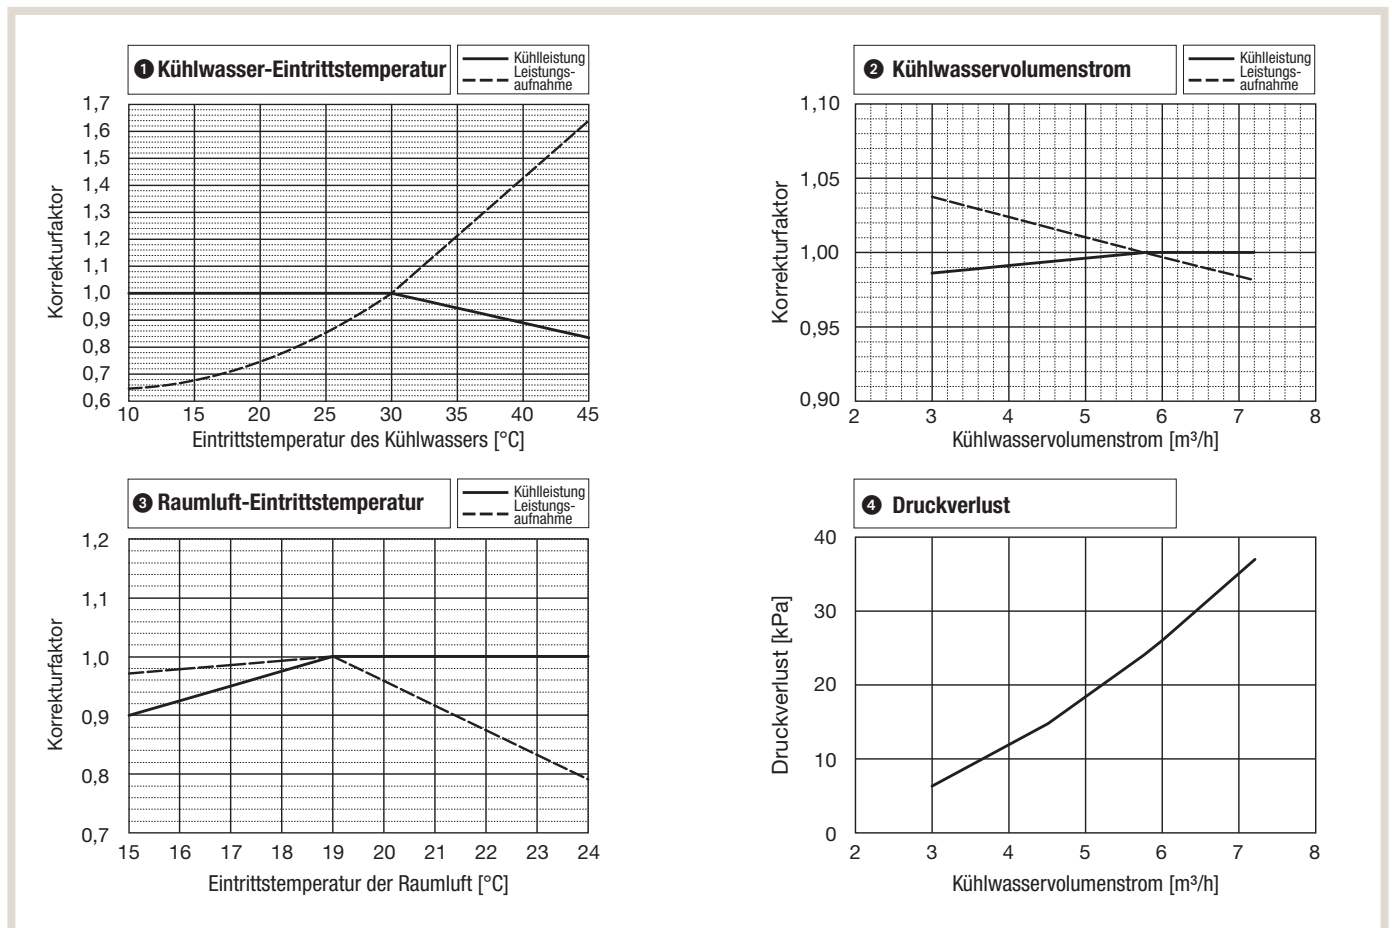 ❶ Kühlwasser-Eintrittstemperatur
Kühlleistung
Leistungs-
aufnahme
Korrekturfaktor
1,7
1,6
1,5
1,4
1,3
1,2
1,1
1,0
0,9
0,8
0,7
0,6
10 15 20 25 30 35 40 45
Eintrittstemperatur des Kühlwassers [°C]
❷ Kühlwasservolumenstrom
Kühlleistung
Leistungs-
aufnahme
Korrekturfaktor
1,10
1,05
1,00
0,95
0,90
2 3 4 5 6 7 8
Kühlwasservolumenstrom [m³/h]
❸ Raumluft-Eintrittstemperatur
Kühlleistung
Leistungs-
aufnahme
Korrekturfaktor
1,2
1,1
1,0
0,9
0,8
0,7
15 16 17 18 19 20 21 22 23 24
Eintrittstemperatur der Raumluft [°C]
❹ Druckverlust
Druckverlust [kPa]
40
30
20
10
0
2 3 4 5 6 7 8
Kühlwasservolumenstrom [m³/h]